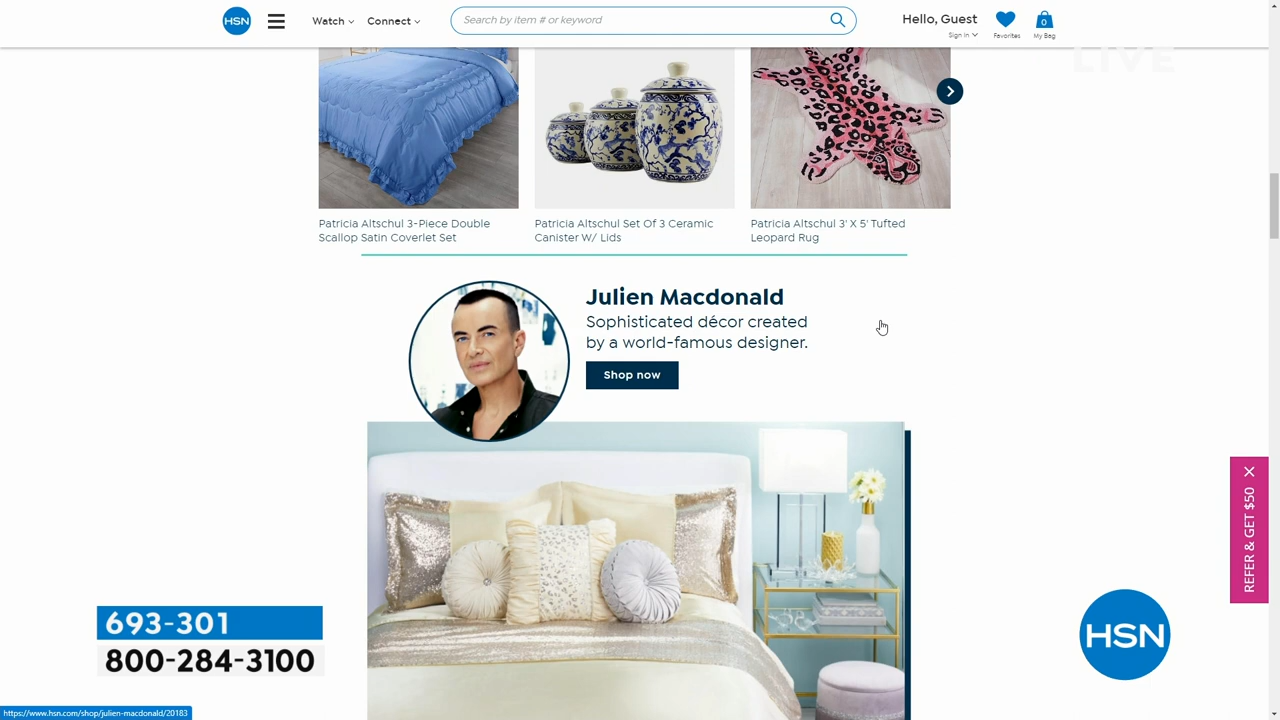 HSN
Watch
Connect
Search by item # or keyword
Hello, Guest
Sign In
Favorites
0
My Bag
LIVE
Patricia Altschul 3-Piece Double
Scallop Satin Coverlet Set
Patricia Altschul Set Of 3 Ceramic
Canister W/ Lids
Patricia Altschul 3' X 5' Tufted
Leopard Rug
Julien Macdonald
Sophisticated décor created
by a world-famous designer.
Shop now
REFER & GET $50
693-301
800-284-3100
HSN
https://www.hsn.com/shop/julien-macdonald/20183